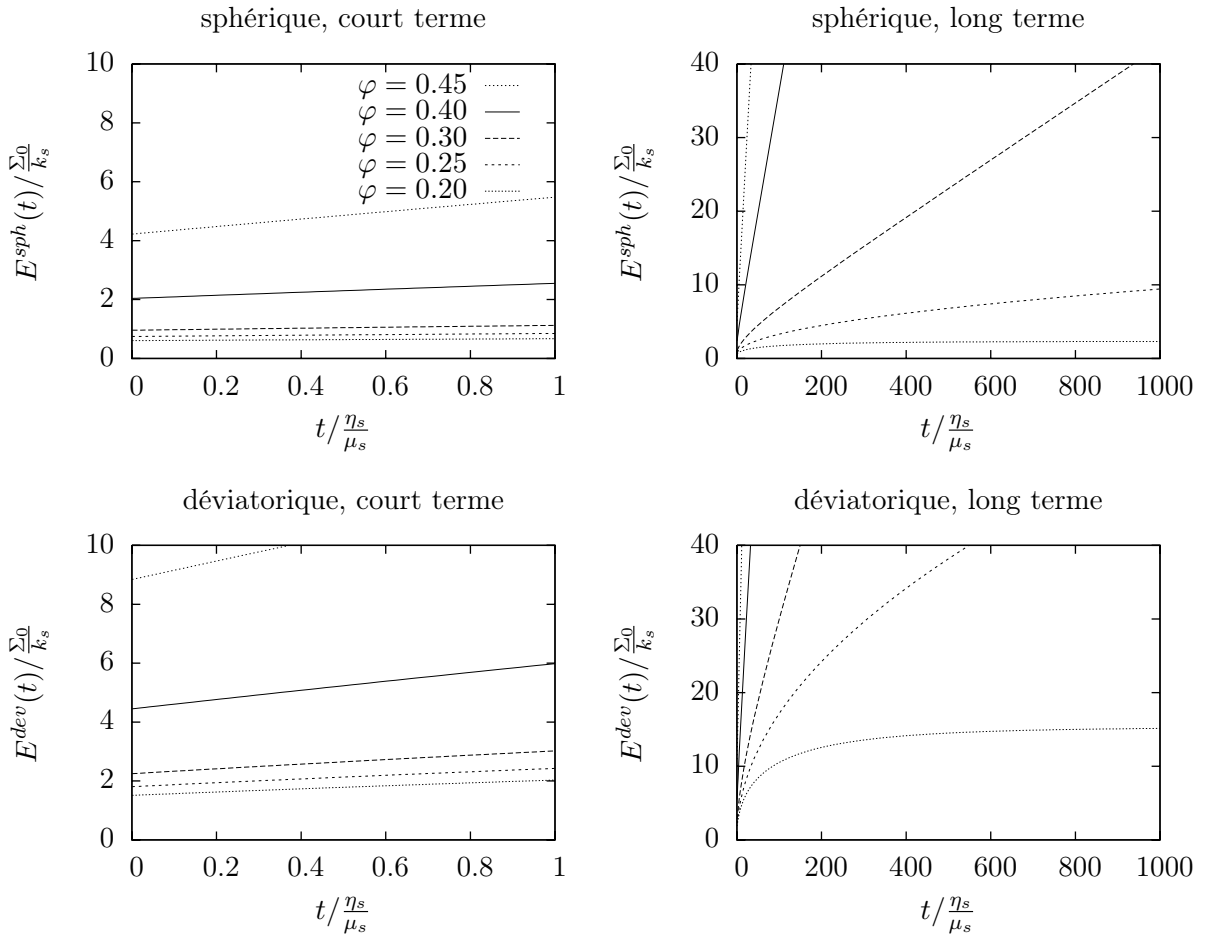 sphérique, court terme
E^{sph}(t)/\frac{Σ_0}{k_s}
10
8
6
4
2
0
φ = 0.45
φ = 0.40
φ = 0.30
φ = 0.25
φ = 0.20
0 0.2 0.4 0.6 0.8 1
t/\frac{η_s}{μ_s}
sphérique, long terme
E^{sph}(t)/\frac{Σ_0}{k_s}
40
30
20
10
0
0 200 400 600 800 1000
t/\frac{η_s}{μ_s}
déviatorique, court terme
E^{dev}(t)/\frac{Σ_0}{k_s}
10
8
6
4
2
0
0 0.2 0.4 0.6 0.8 1
t/\frac{η_s}{μ_s}
déviatorique, long terme
E^{dev}(t)/\frac{Σ_0}{k_s}
40
30
20
10
0
0 200 400 600 800 1000
t/\frac{η_s}{μ_s}